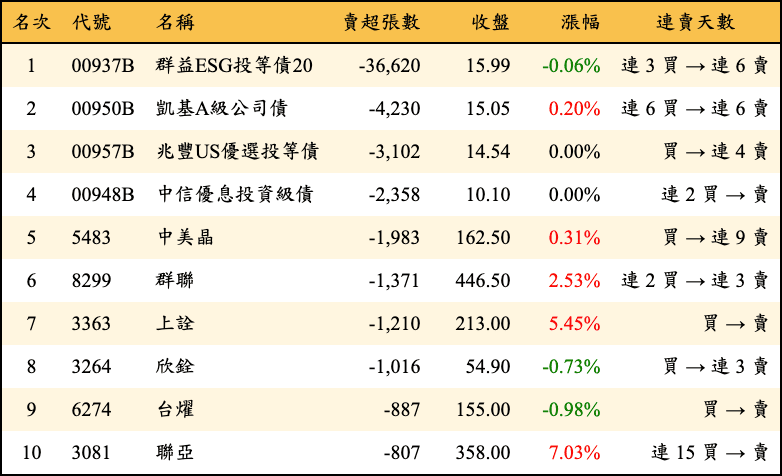 名次 代號 名稱 賣超張數 收盤 漲幅 連賣天數
1 00937B 群益ESG投等債20 -36,620 15.99 -0.06% 連 3 買 → 連 6 賣
2 00950B 凱基A級公司債 -4,230 15.05 0.20% 連 6 買 → 連 6 賣
3 00957B 兆豐US優選投等債 -3,102 14.54 0.00% 買 → 連 4 賣
4 00948B 中信優息投資級債 -2,358 10.10 0.00% 連 2 買 → 賣
5 5483 中美晶 -1,983 162.50 0.31% 買 → 連 9 賣
6 8299 群聯 -1,371 446.50 2.53% 連 2 買 → 連 3 賣
7 3363 上詮 -1,210 213.00 5.45% 買 → 賣
8 3264 欣銓 -1,016 54.90 -0.73% 買 → 連 3 賣
9 6274 台燿 -887 155.00 -0.98% 買 → 賣
10 3081 聯亞 -807 358.00 7.03% 連 15 買 → 賣